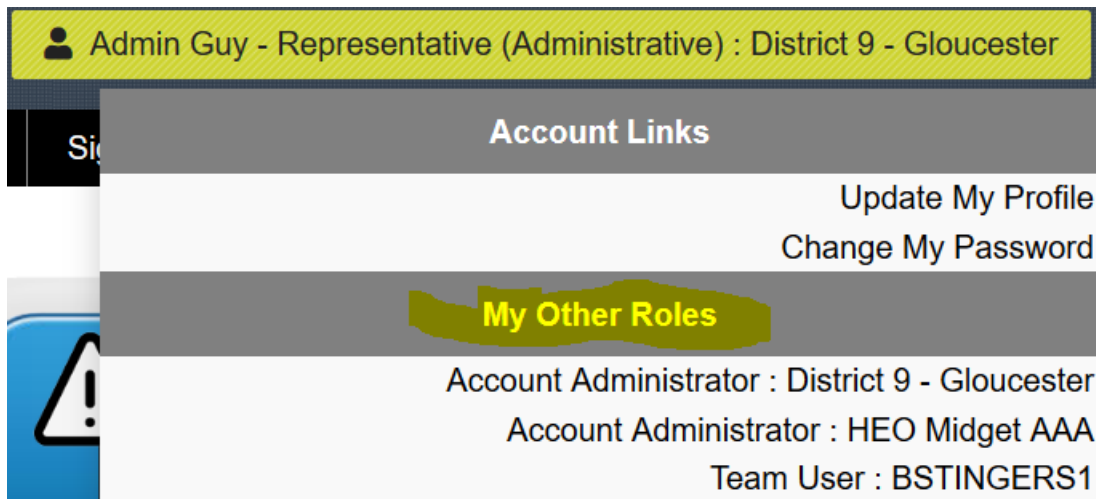 Admin Guy - Representative (Administrative) : District 9 - Gloucester
Account Links
Update My Profile
Change My Password
My Other Roles
Account Administrator : District 9 - Gloucester
Account Administrator : HEO Midget AAA
Team User : BSTINGERS1